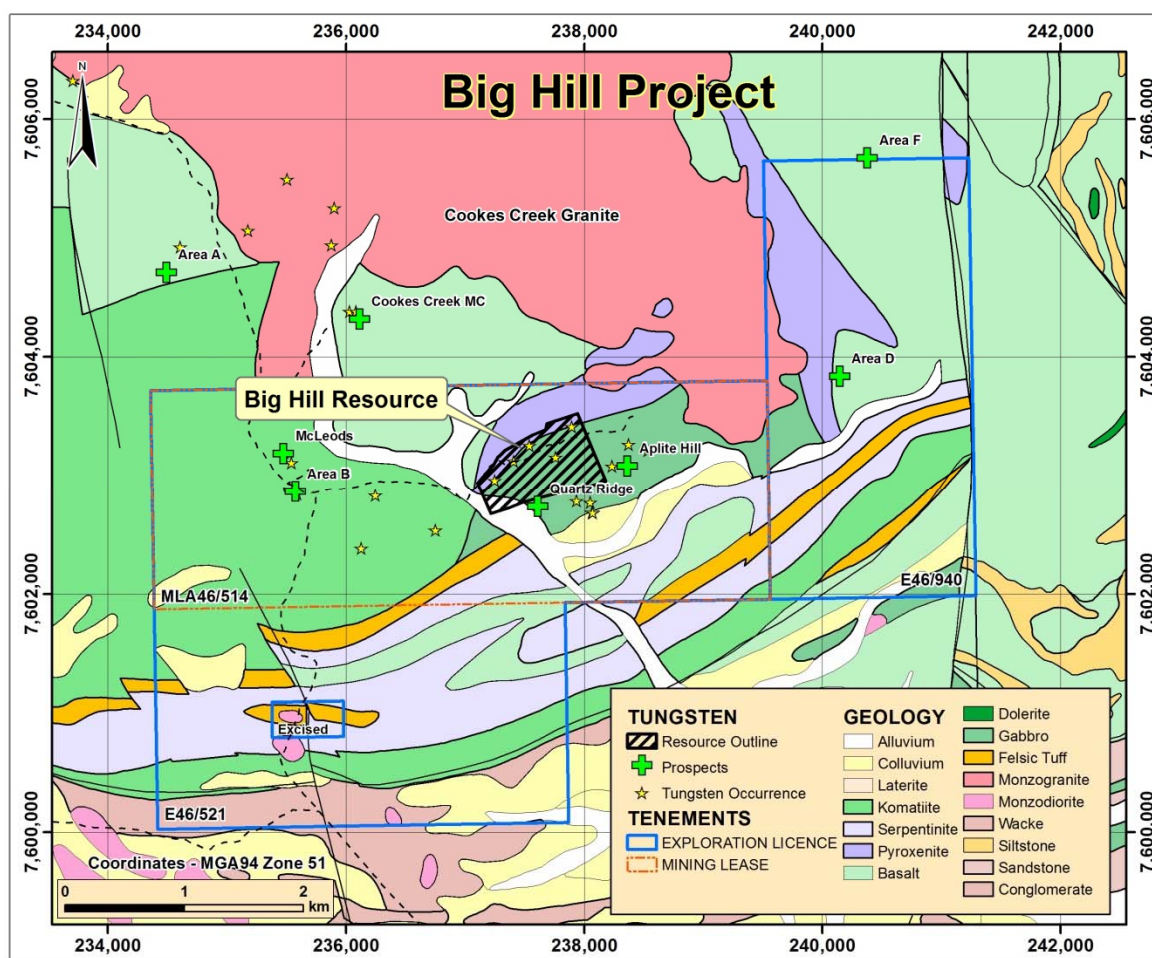 234,000 236,000 238,000 240,000 242,000
N
Big Hill Project
7,606,000 7,606,000
Area F
Cookes Creek Granite
Area A
Cookes Creek MC
7,604,000 7,604,000
Area D
Big Hill Resource
McLeods
Aplite Hill
Area B
Quartz Ridge
7,602,000 7,602,000
MLA46/514
E46/940
Excised
E46/521
7,600,000 7,600,000
Coordinates - MGA94 Zone 51
0 1 2
km
TUNGSTEN
Resource Outline
Prospects
Tungsten Occurrence
TENEMENTS
EXPLORATION LICENCE
MINING LEASE
GEOLOGY
Alluvium
Colluvium
Laterite
Komatiite
Serpentinite
Pyroxenite
Basalt
Dolerite
Gabbro
Felsic Tuff
Monzogranite
Monzodiorite
Wacke
Siltstone
Sandstone
Conglomerate
234,000 236,000 238,000 240,000 242,000